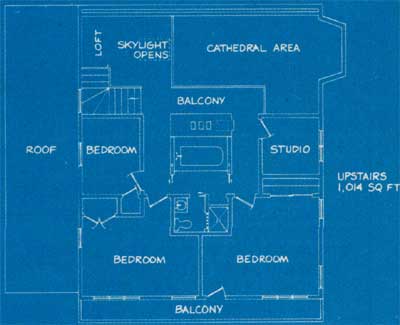 LOFT
SKYLIGHT
OPENS
CATHEDRAL AREA
BALCONY
ROOF
BEDROOM
STUDIO
UPSTAIRS
1,014 SQ FT
BEDROOM
BEDROOM
BALCONY